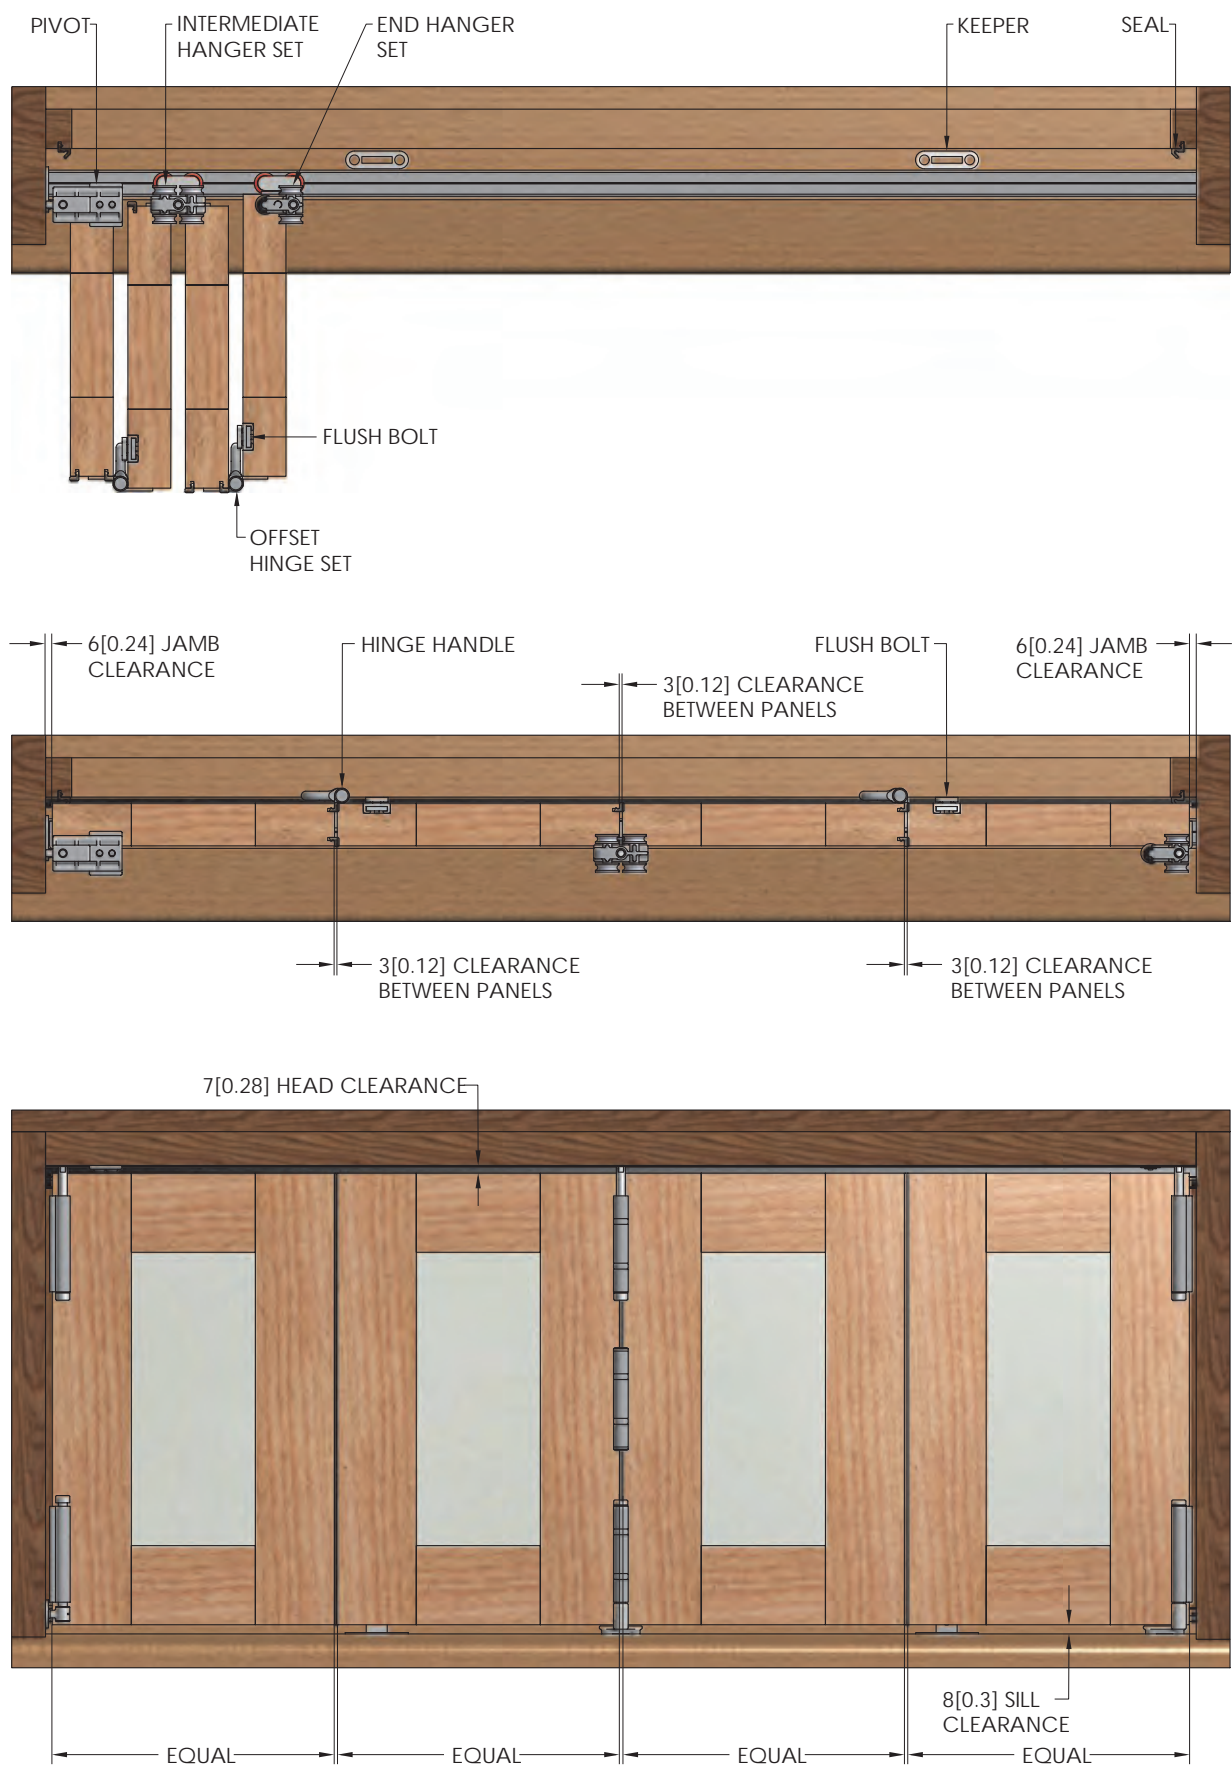 PIVOT
INTERMEDIATE
HANGER SET
END HANGER
SET
KEEPER
SEAL
FLUSH BOLT
OFFSET
HINGE SET
6[0.24] JAMB
CLEARANCE
HINGE HANDLE
3[0.12] CLEARANCE
BETWEEN PANELS
FLUSH BOLT
6[0.24] JAMB
CLEARANCE
3[0.12] CLEARANCE
BETWEEN PANELS
3[0.12] CLEARANCE
BETWEEN PANELS
7[0.28] HEAD CLEARANCE
8[0.3] SILL
CLEARANCE
EQUAL
EQUAL
EQUAL
EQUAL